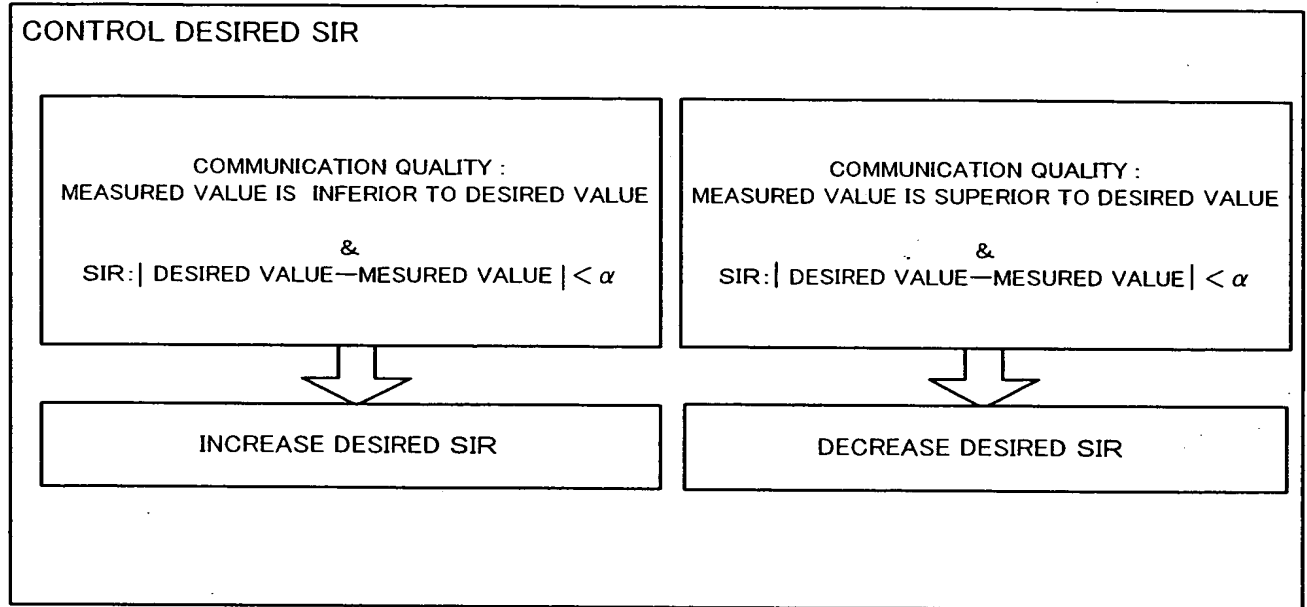 CONTROL DESIRED SIR
COMMUNICATION QUALITY :
MEASURED VALUE IS INFERIOR TO DESIRED VALUE
&
SIR:| DESIRED VALUE—MESURED VALUE | < α
INCREASE DESIRED SIR
COMMUNICATION QUALITY :
MEASURED VALUE IS SUPERIOR TO DESIRED VALUE
&
SIR:| DESIRED VALUE—MESURED VALUE| < α
DECREASE DESIRED SIR